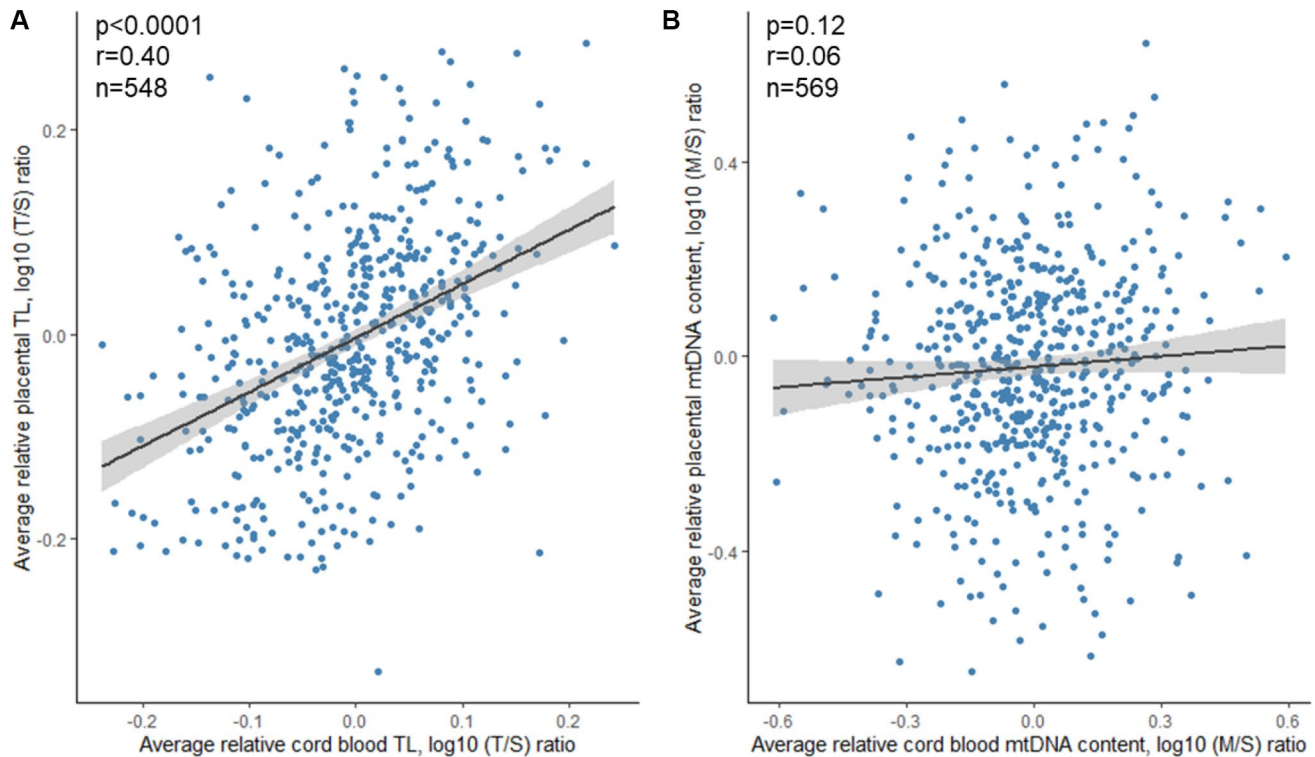 A
p<0.0001
r=0.40
n=548
Average relative placental TL, log10 (T/S) ratio
0.2
0.0
-0.2
-0.2
-0.1
0.0
0.1
0.2
Average relative cord blood TL, log10 (T/S) ratio
B
p=0.12
r=0.06
n=569
Average relative placental mtDNA content, log10 (M/S) ratio
0.4
0.0
-0.4
-0.6
-0.3
0.0
0.3
0.6
Average relative cord blood mtDNA content, log10 (M/S) ratio